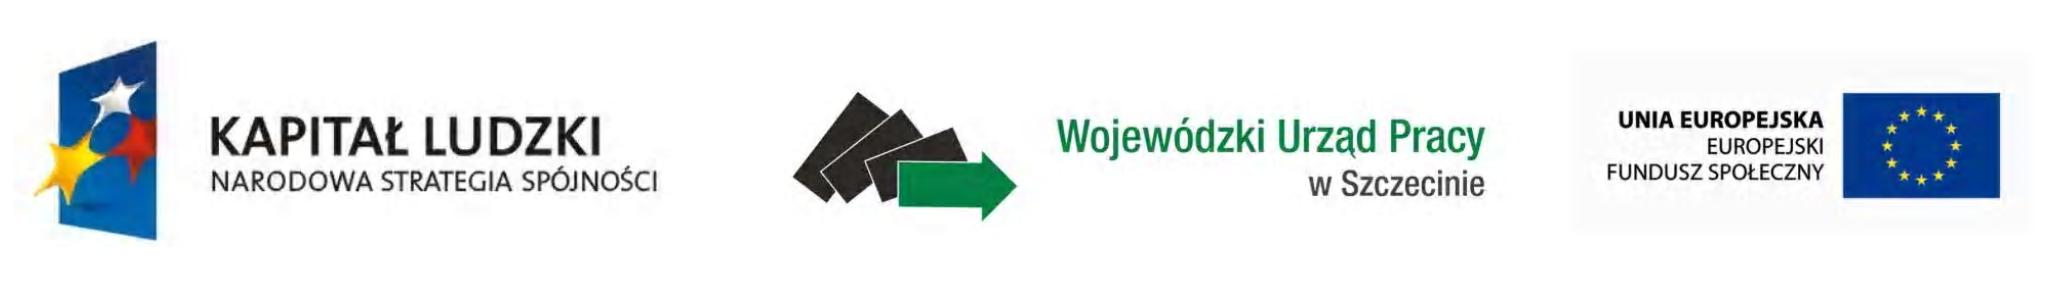 KAPITAŁ LUDZKI
NARODOWA STRATEGIA SPÓJNOŚCI
Wojewódzki Urząd Pracy
w Szczecinie
UNIA EUROPEJSKA
EUROPEJSKI
FUNDUSZ SPOŁECZNY